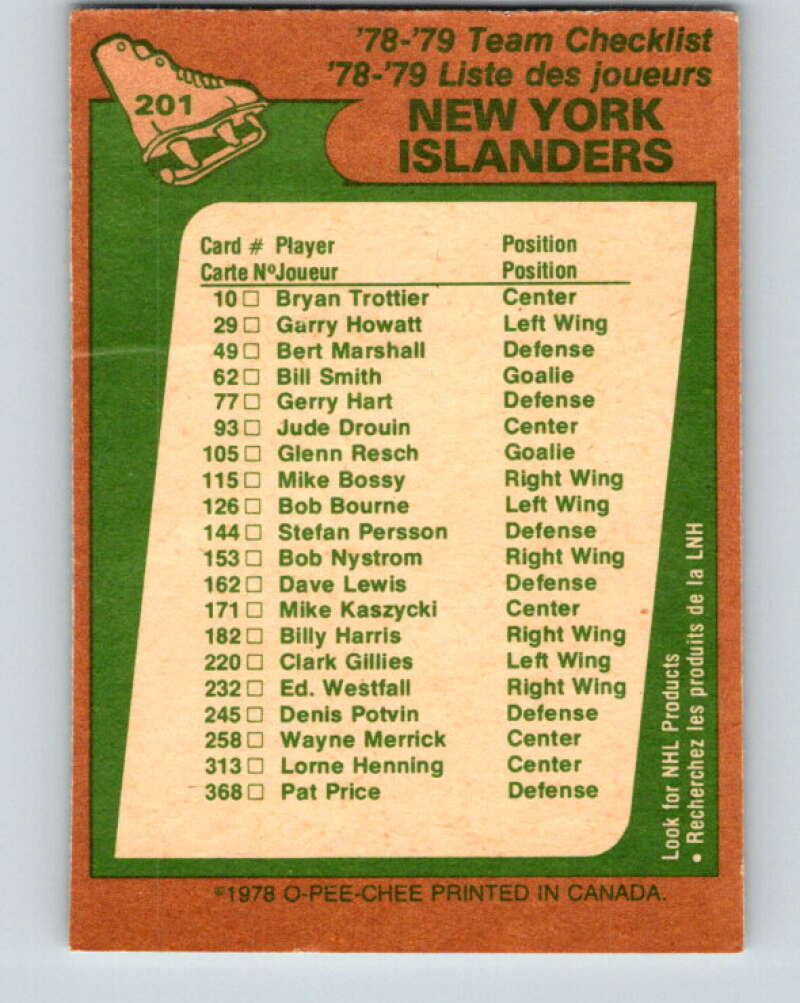 '78-'79 Team Checklist
'78-'79 Liste des joueurs
201
NEW YORK
ISLANDERS
Card # Player Position
Carte Nº Joueur Position
10 □ Bryan Trottier Center
29 □ Garry Howatt Left Wing
49 □ Bert Marshall Defense
62 □ Bill Smith Goalie
77 □ Gerry Hart Defense
93 □ Jude Drouin Center
105 □ Glenn Resch Goalie
115 □ Mike Bossy Right Wing
126 □ Bob Bourne Left Wing
144 □ Stefan Persson Defense
153 □ Bob Nystrom Right Wing
162 □ Dave Lewis Defense
171 □ Mike Kaszycki Center
182 □ Billy Harris Right Wing
220 □ Clark Gillies Left Wing
232 □ Ed. Westfall Right Wing
245 □ Denis Potvin Defense
258 □ Wayne Merrick Center
313 □ Lorne Henning Center
368 □ Pat Price Defense
Look for NHL Products
• Recherchez les produits de la LNH
©1978 O-PEE-CHEE PRINTED IN CANADA.